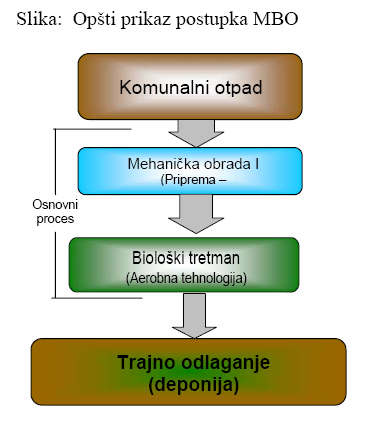 Slika: Opšti prikaz postupka MBO
Komunalni otpad
Mehanička obrada I
(Priprema –
Osnovni
proces
Biološki tretman
(Aerobna tehnologija)
Trajno odlaganje
(deponija)